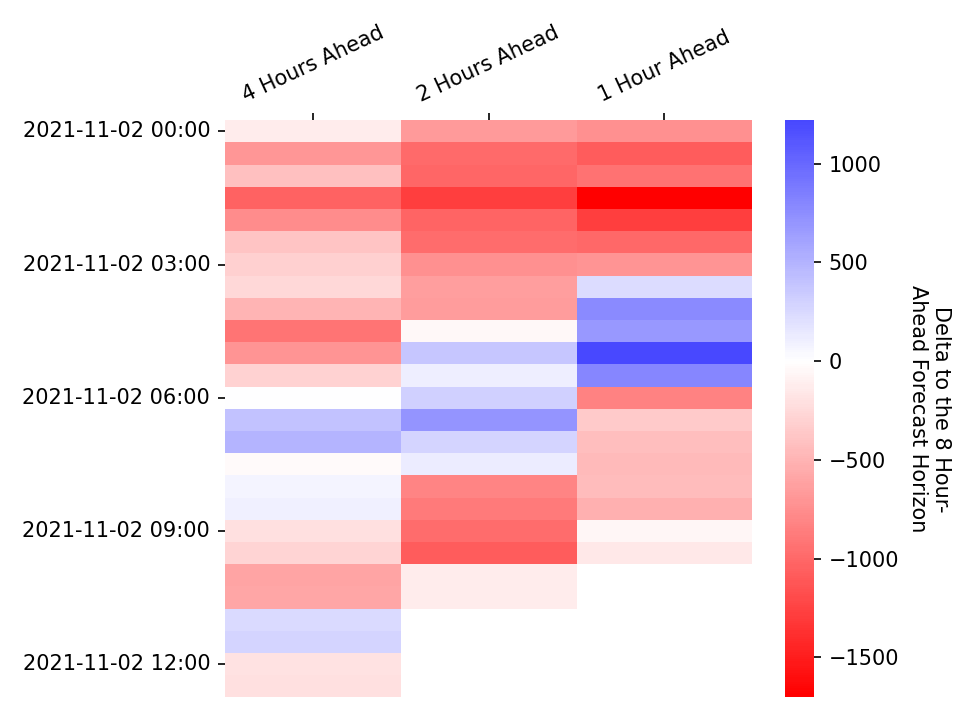 4 Hours Ahead
2 Hours Ahead
1 Hour Ahead
2021-11-02 00:00
2021-11-02 03:00
2021-11-02 06:00
2021-11-02 09:00
2021-11-02 12:00
1000
500
0
−500
−1000
−1500
Delta to the 8 Hour-
Ahead Forecast Horizon